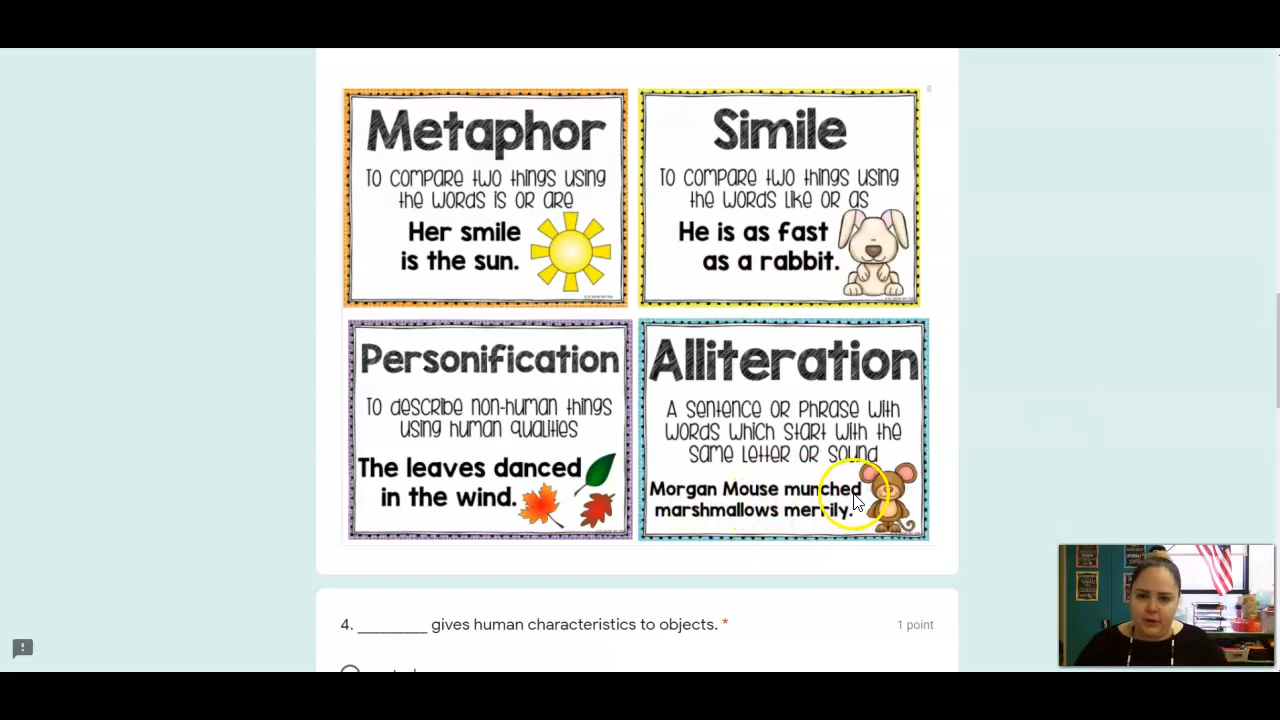 Metaphor
To compare two things using
the words is or are
Her smile
is the sun.
Simile
To compare two things using
the words like or as
He is as fast
as a rabbit.
Personification
To describe non-human things
using human qualities
The leaves danced
in the wind.
Alliteration
A sentence or phrase with
words which start with the
same letter or sound
Morgan Mouse munched
marshmallows merrily.
4. _________ gives human characteristics to objects. *
1 point